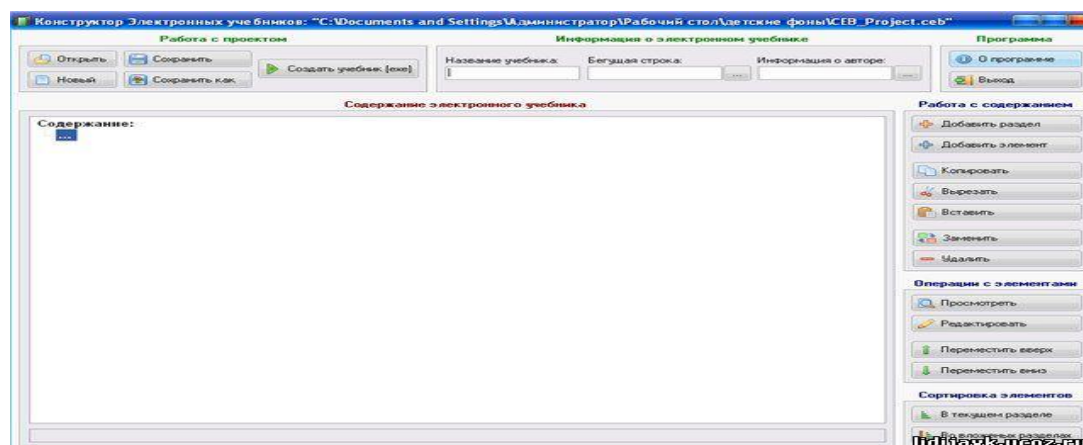 Конструктор Электронных учебников: "C:\Documents and Settings\Администратор\Рабочий стол\детские фоны\CEB_Project.ceb"
Работа с проектом
Информация о электронном учебнике
Программа
Открыть
Сохранить
Новый
Сохранить как
Создать учебник (exe)
Название учебника:
Бегущая строка:
Информация о авторе:
...
...
О программе
Выход
Содержание электронного учебника
Содержание:
...
Работа с содержанием
Добавить раздел
Добавить элемент
Копировать
Вырезать
Вставить
Заменить
Удалить
Операции с элементами
Просмотреть
Редактировать
Переместить вверх
Переместить вниз
Сортировка элементов
В текущем разделе
Во вложенных разделах